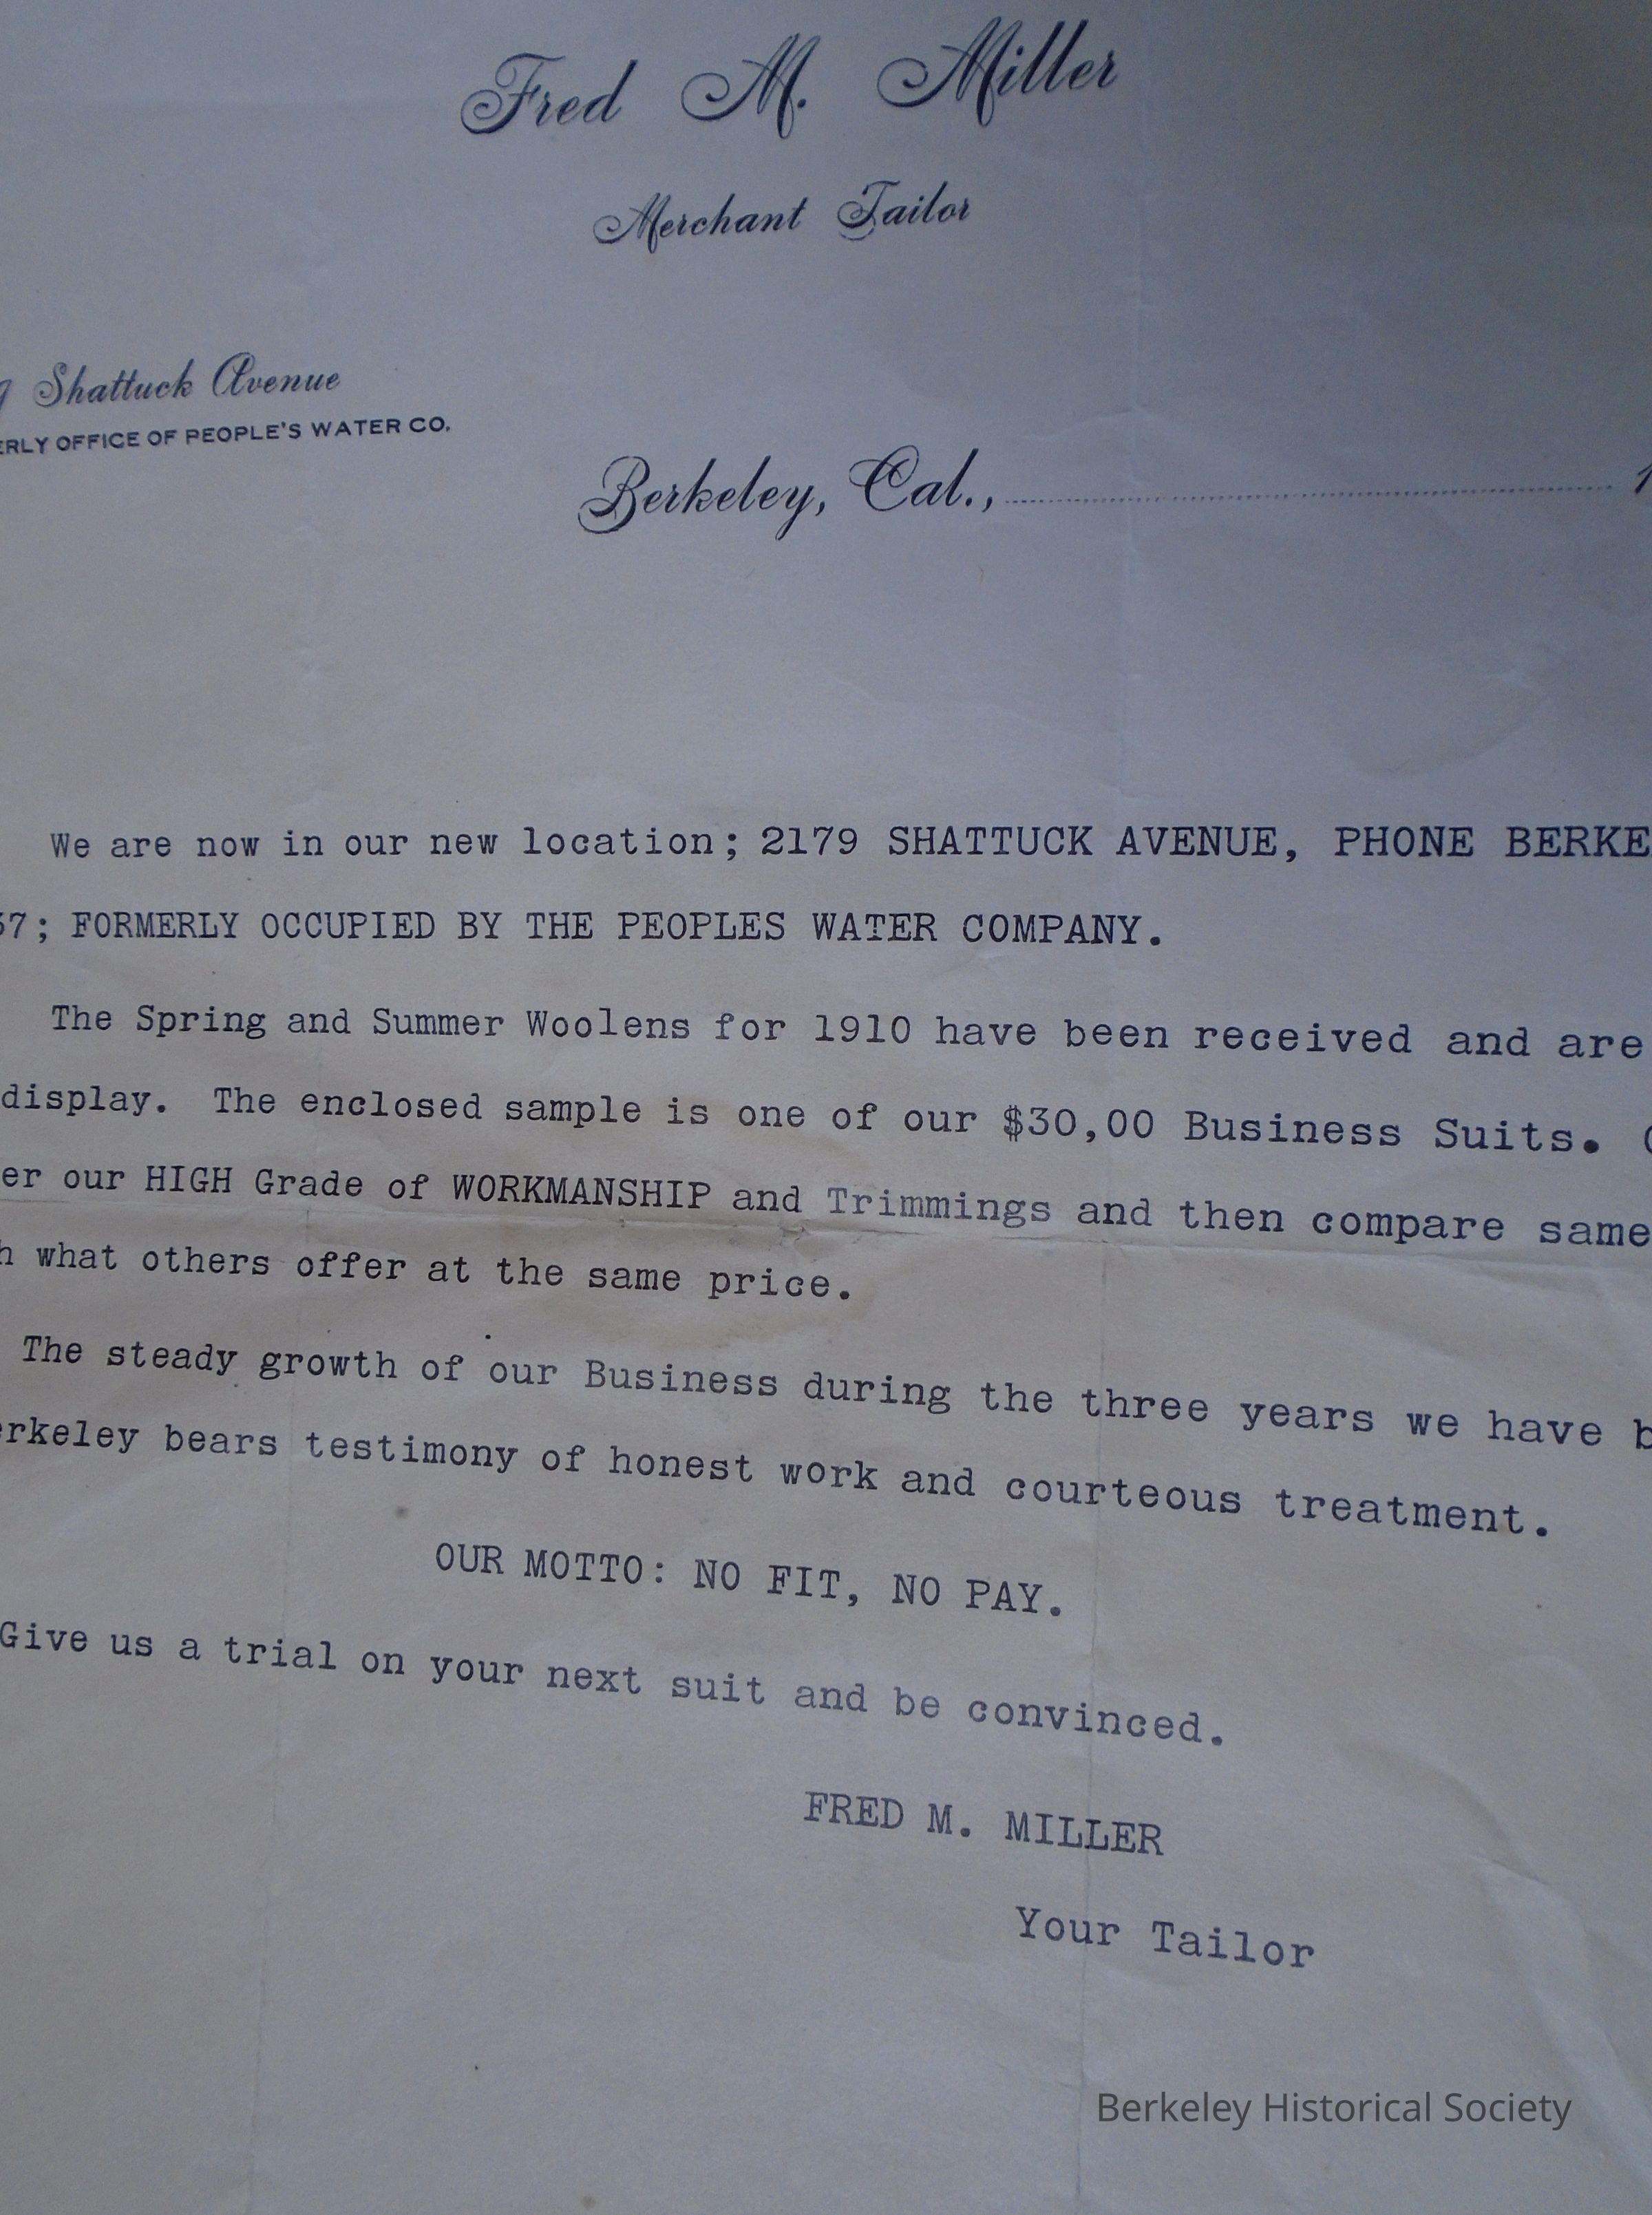 Fred M. Miller
Merchant Tailor
Shattuck Avenue
ERLY OFFICE OF PEOPLE'S WATER CO.
Berkeley, Cal., 1
We are now in our new location; 2179 SHATTUCK AVENUE, PHONE BERKE
37; FORMERLY OCCUPIED BY THE PEOPLES WATER COMPANY.
The Spring and Summer Woolens for 1910 have been received and are
display. The enclosed sample is one of our $30,00 Business Suits.
er our HIGH Grade of WORKMANSHIP and Trimmings and then compare same
h what others offer at the same price.
The steady growth of our Business during the three years we have b
erkeley bears testimony of honest work and courteous treatment.
OUR MOTTO: NO FIT, NO PAY.
Give us a trial on your next suit and be convinced.
FRED M. MILLER
Your Tailor
Berkeley Historical Society